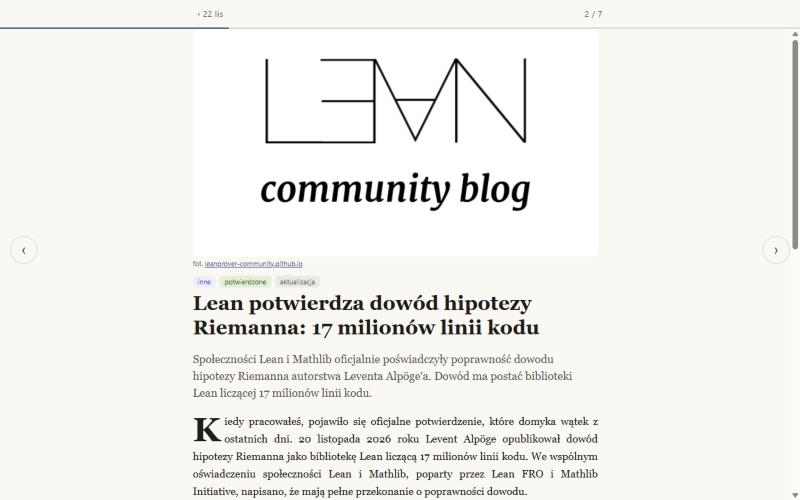 ‹ 22 lis
2 / 7
LEAN
community blog
fot. leanprover-community.github.io
inne
potwierdzone
aktualizacja
Lean potwierdza dowód hipotezy
Riemanna: 17 milionów linii kodu
Społeczności Lean i Mathlib oficjalnie poświadczyły poprawność dowodu
hipotezy Riemanna autorstwa Leventa Alpöge'a. Dowód ma postać biblioteki
Lean liczącej 17 milionów linii kodu.
Kiedy pracowałeś, pojawiło się oficjalne potwierdzenie, które domyka wątek z
ostatnich dni. 20 listopada 2026 roku Levent Alpöge opublikował dowód
hipotezy Riemanna jako bibliotekę Lean liczącą 17 milionów linii kodu. We wspólnym
oświadczeniu społeczności Lean i Mathlib, poparty przez Lean FRO i Mathlib
Initiative, napisano, że mają pełne przekonanie o poprawności dowodu.